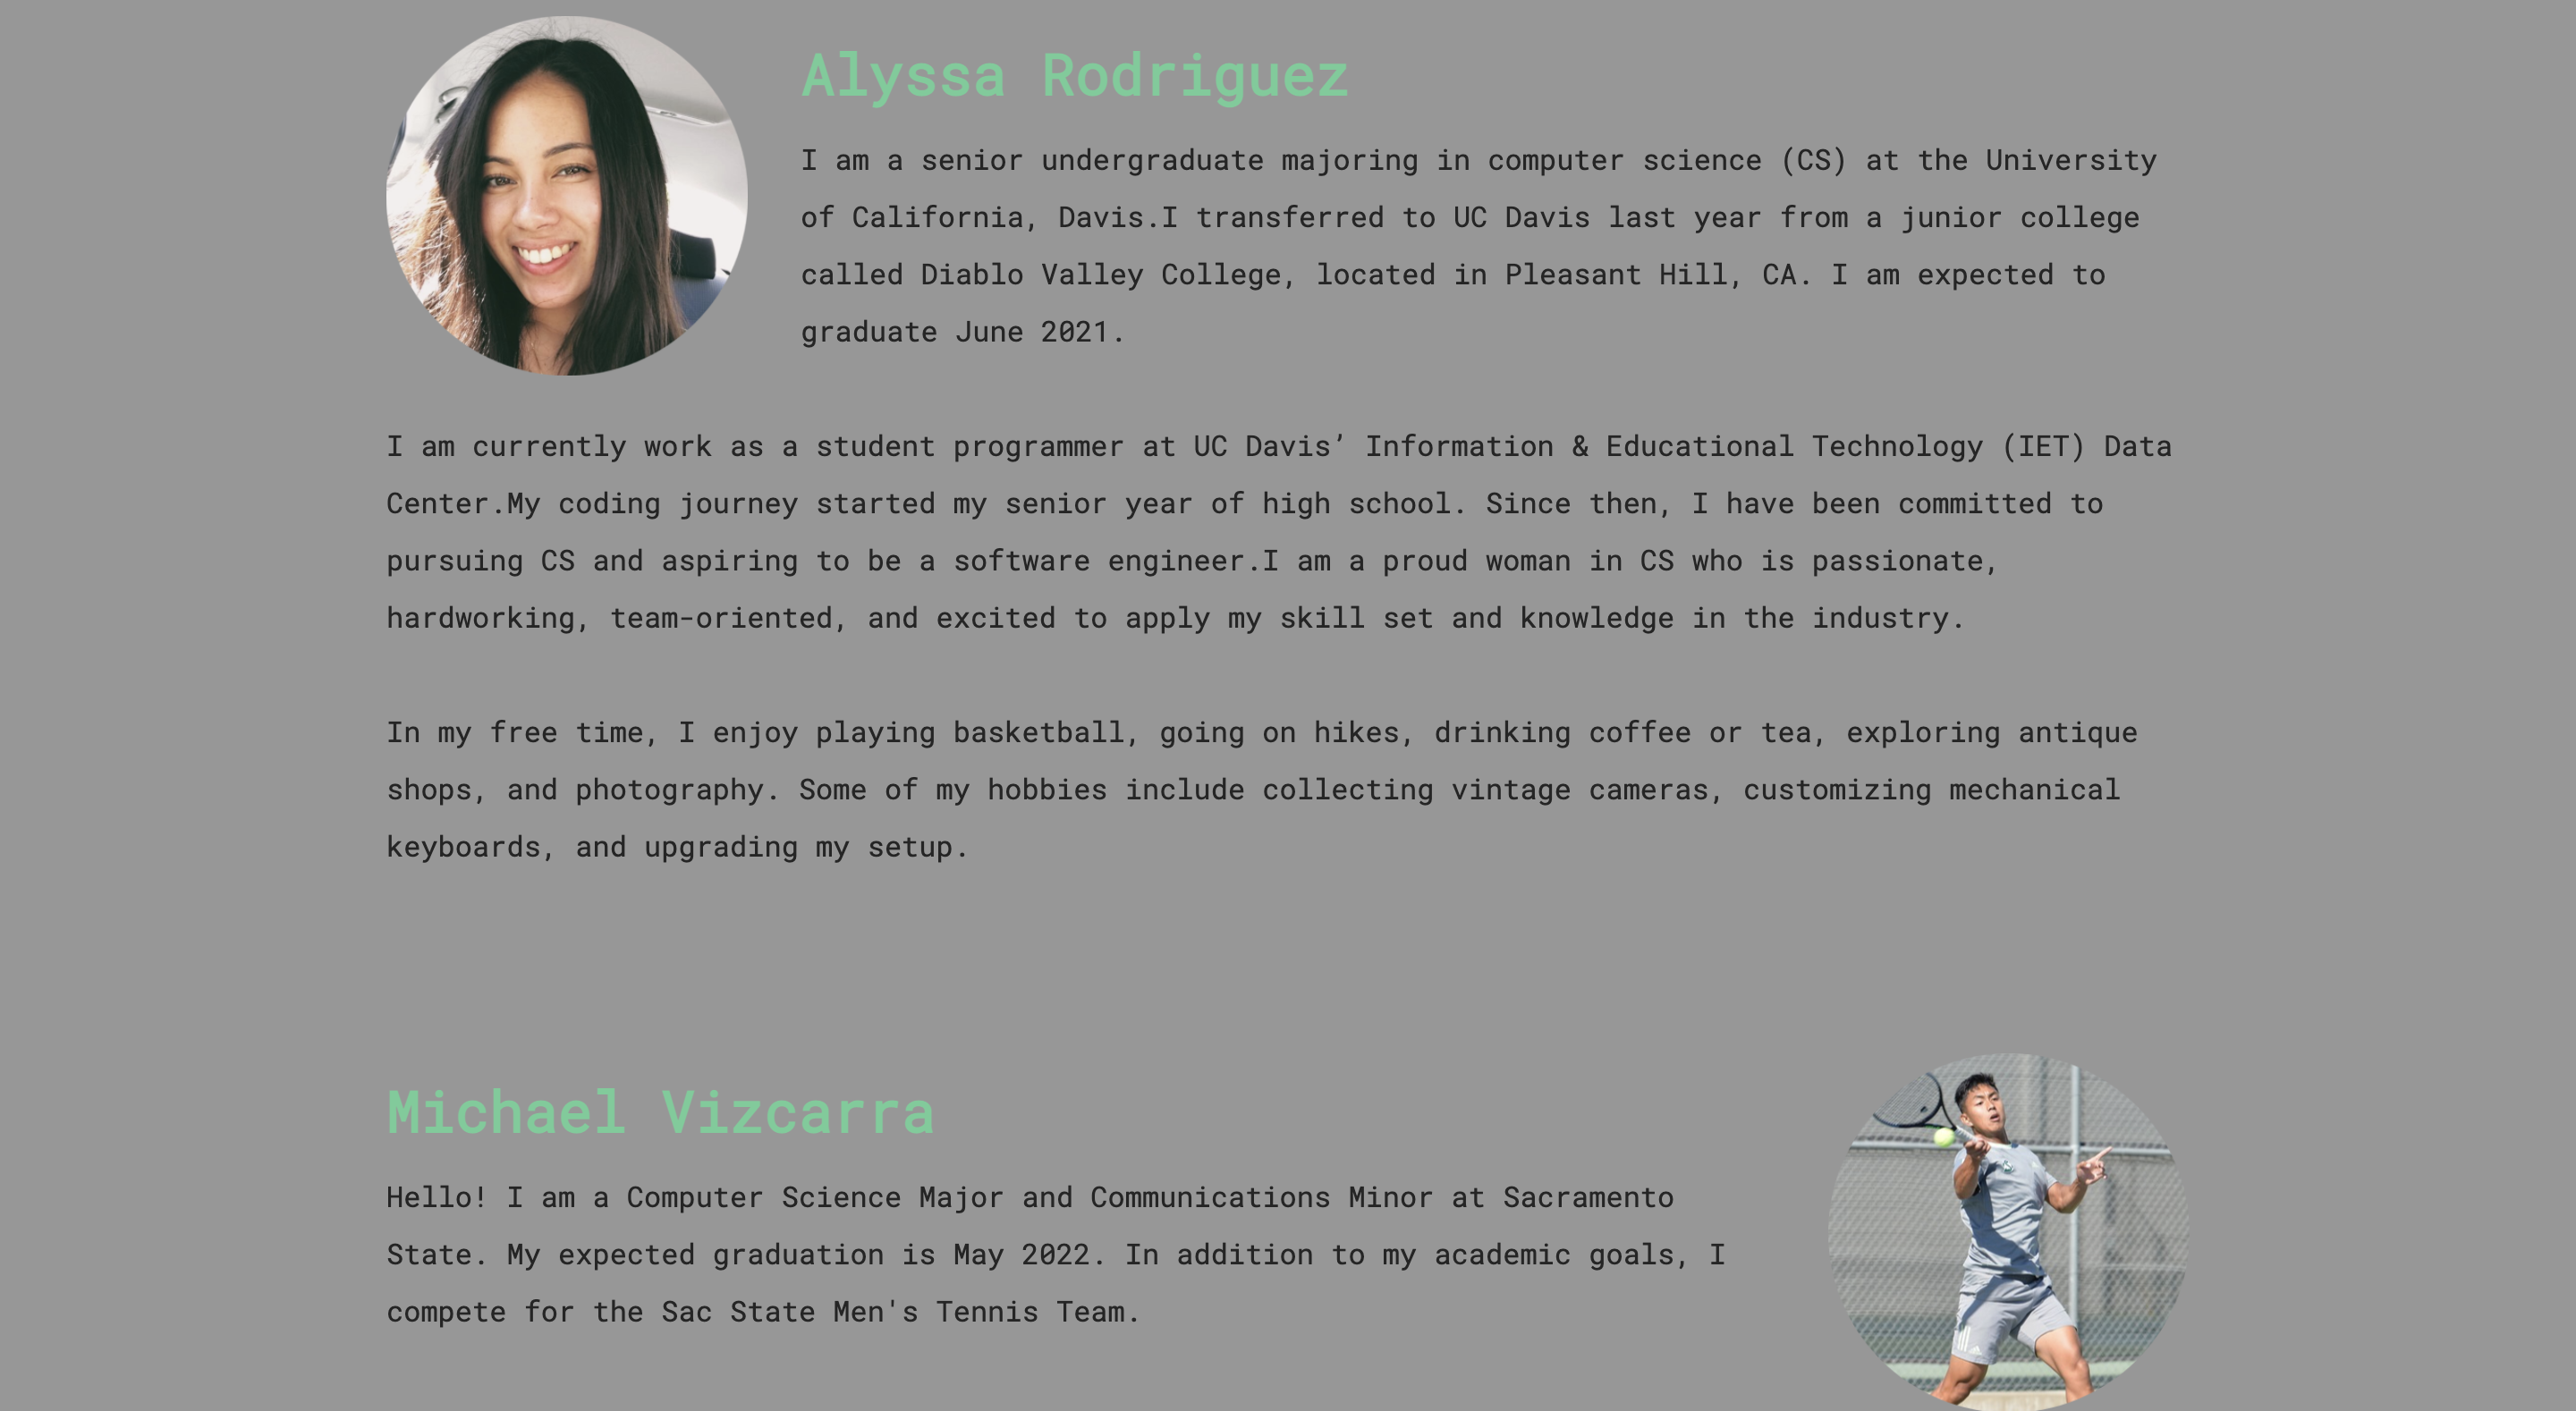 Alyssa Rodriguez
I am a senior undergraduate majoring in computer science (CS) at the University
of California, Davis.I transferred to UC Davis last year from a junior college
called Diablo Valley College, located in Pleasant Hill, CA. I am expected to
graduate June 2021.
I am currently work as a student programmer at UC Davis’ Information & Educational Technology (IET) Data
Center.My coding journey started my senior year of high school. Since then, I have been committed to
pursuing CS and aspiring to be a software engineer.I am a proud woman in CS who is passionate,
hardworking, team-oriented, and excited to apply my skill set and knowledge in the industry.
In my free time, I enjoy playing basketball, going on hikes, drinking coffee or tea, exploring antique
shops, and photography. Some of my hobbies include collecting vintage cameras, customizing mechanical
keyboards, and upgrading my setup.
Michael Vizcarra
Hello! I am a Computer Science Major and Communications Minor at Sacramento
State. My expected graduation is May 2022. In addition to my academic goals, I
compete for the Sac State Men's Tennis Team.